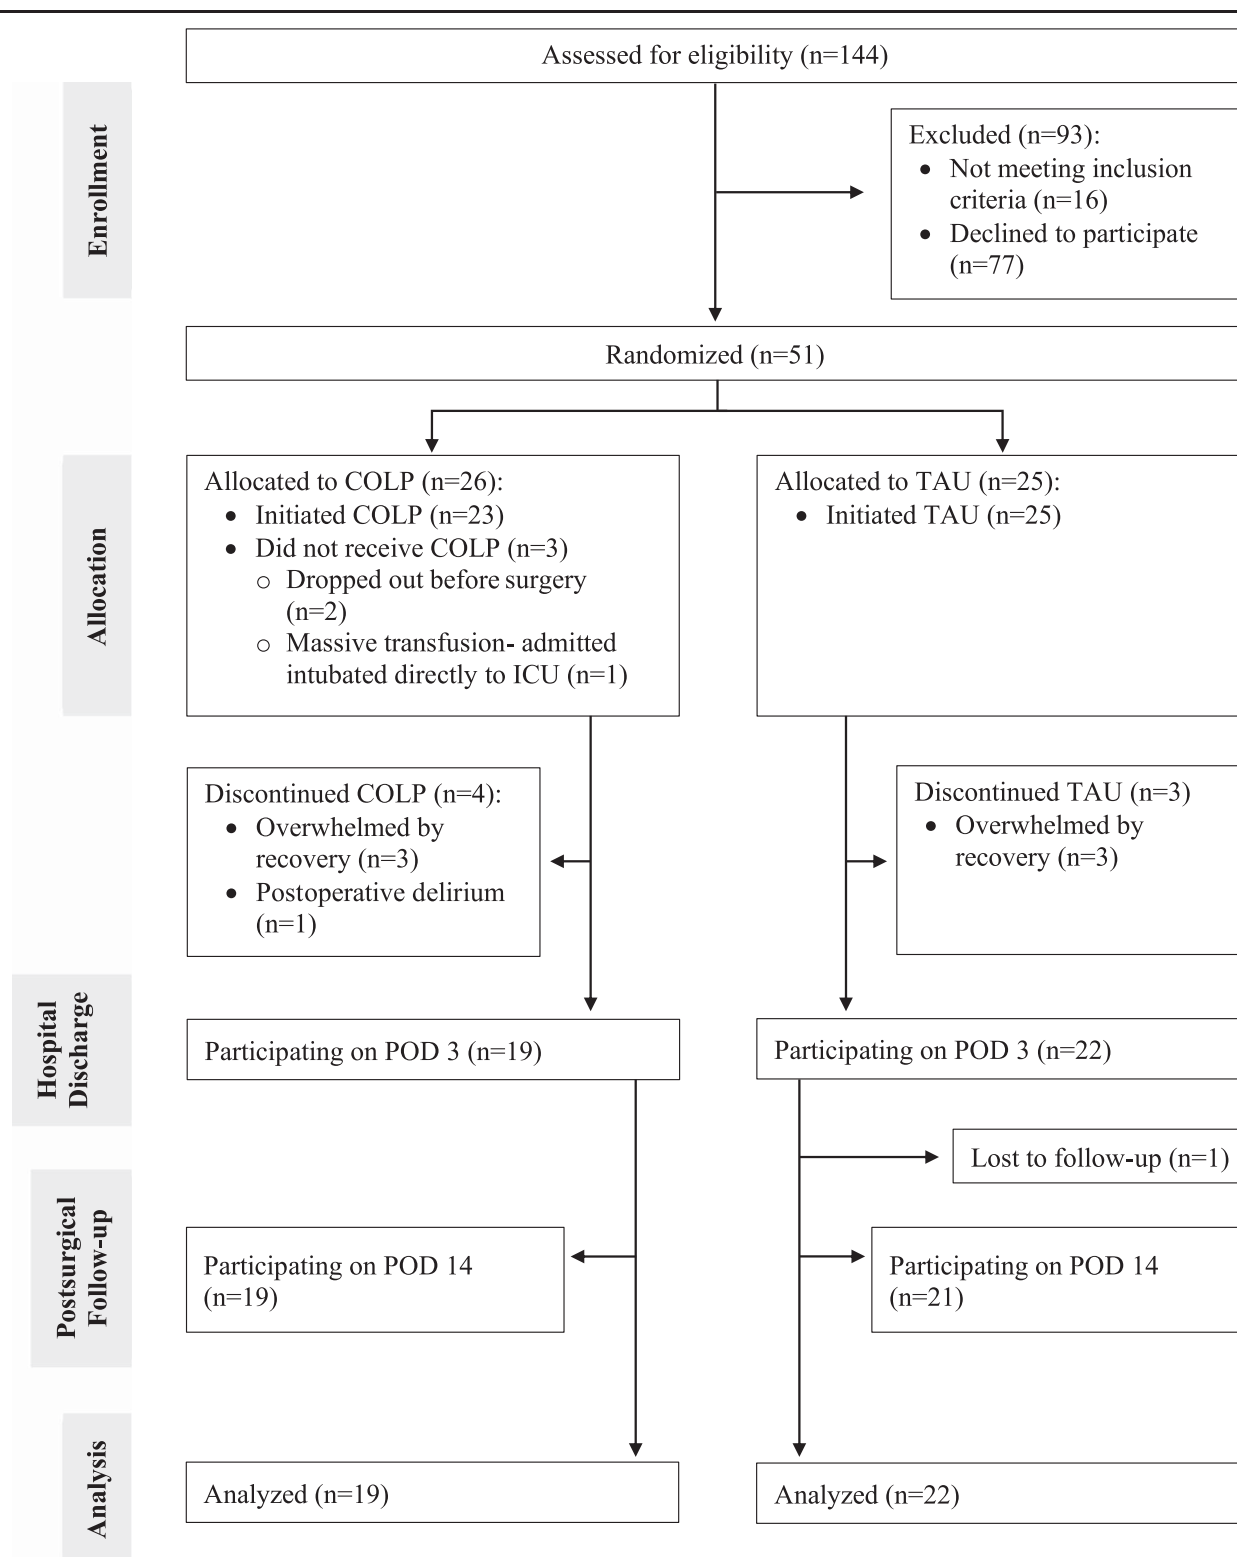 Assessed for eligibility (n=144)
Enrollment
Excluded (n=93):
• Not meeting inclusion
criteria (n=16)
• Declined to participate
(n=77)
Randomized (n=51)
Allocation
Allocated to COLP (n=26):
• Initiated COLP (n=23)
• Did not receive COLP (n=3)
o Dropped out before surgery
(n=2)
o Massive transfusion- admitted
intubated directly to ICU (n=1)
Allocated to TAU (n=25):
• Initiated TAU (n=25)
Discontinued COLP (n=4):
• Overwhelmed by
recovery (n=3)
• Postoperative delirium
(n=1)
Discontinued TAU (n=3)
• Overwhelmed by
recovery (n=3)
Hospital
Discharge
Participating on POD 3 (n=19)
Participating on POD 3 (n=22)
Lost to follow-up (n=1)
Postsurgical
Follow-up
Participating on POD 14
(n=19)
Participating on POD 14
(n=21)
Analysis
Analyzed (n=19)
Analyzed (n=22)